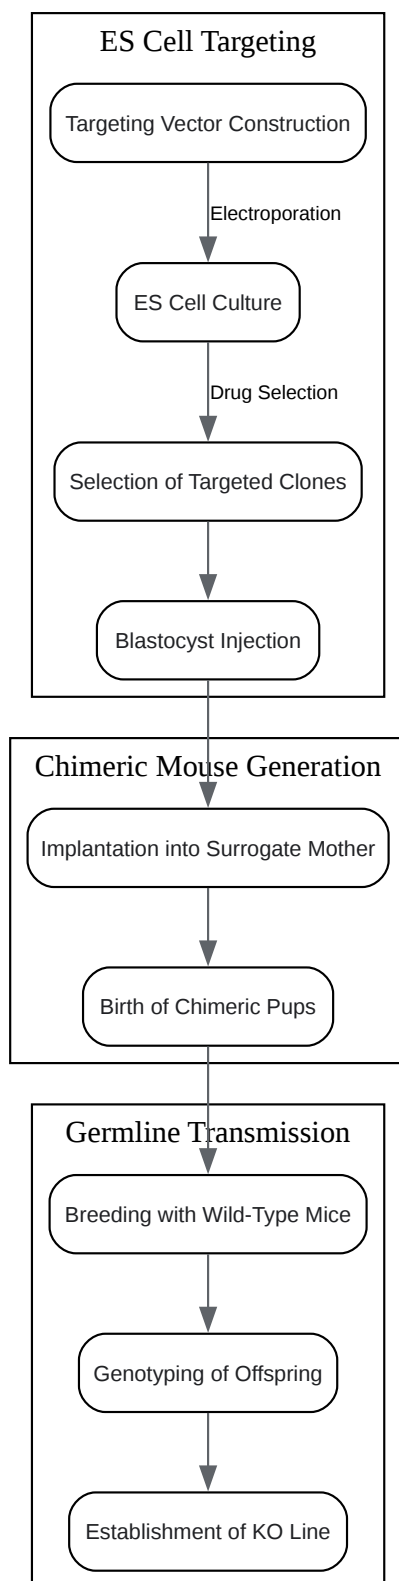 ES Cell Targeting
Targeting Vector Construction
Electroporation
ES Cell Culture
Drug Selection
Selection of Targeted Clones
Blastocyst Injection
Chimeric Mouse Generation
Implantation into Surrogate Mother
Birth of Chimeric Pups
Germline Transmission
Breeding with Wild-Type Mice
Genotyping of Offspring
Establishment of KO Line